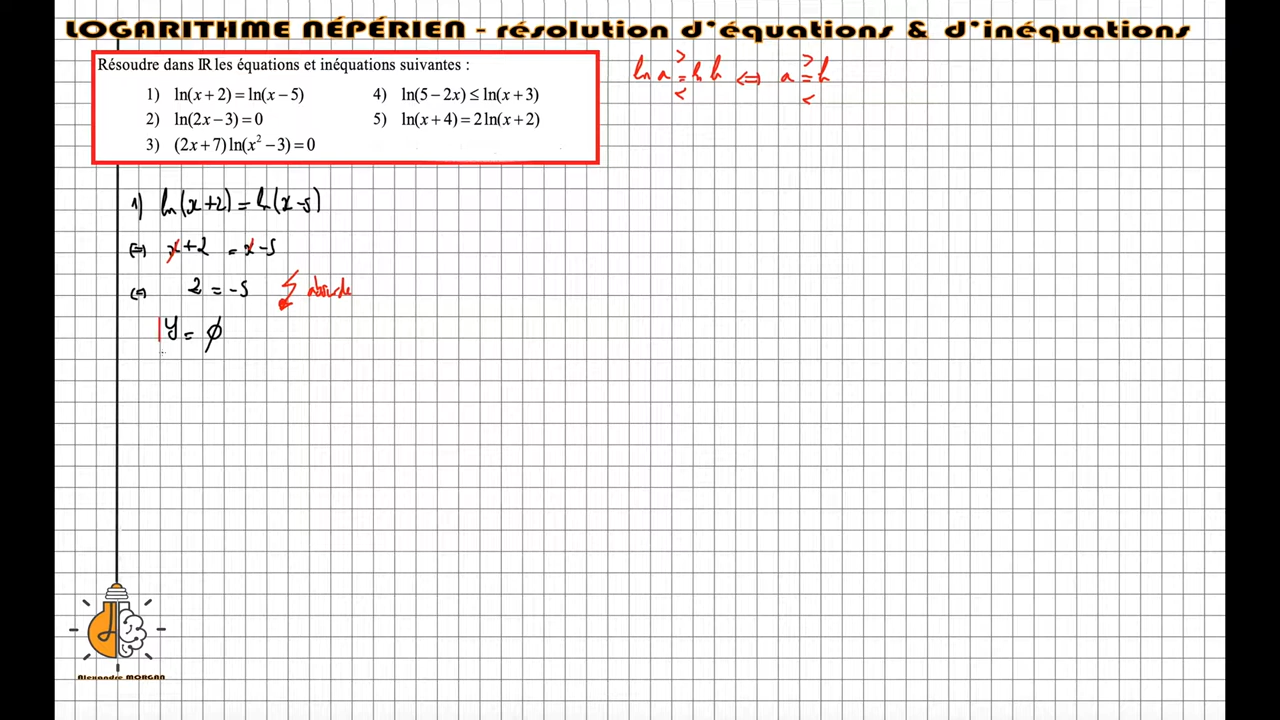 LOGARITHME NÉPÉRIEN - résolution d'équations & d'inéquations
Résoudre dans IR les équations et inéquations suivantes :
1) ln(x+2)=ln(x−5)
2) ln(2x−3)=0
3) (2x+7)ln(x²−3)=0
4) ln(5−2x)≤ln(x+3)
5) ln(x+4)=2ln(x+2)
> >
ln a = ln b ⇔ a = b
< <
1) ln(x+2)=ln(x-5)
⇔ x+2 = x-5
⇔ 2 = -5 absurde
𝒮 = ∅
Alexandre MORGAN